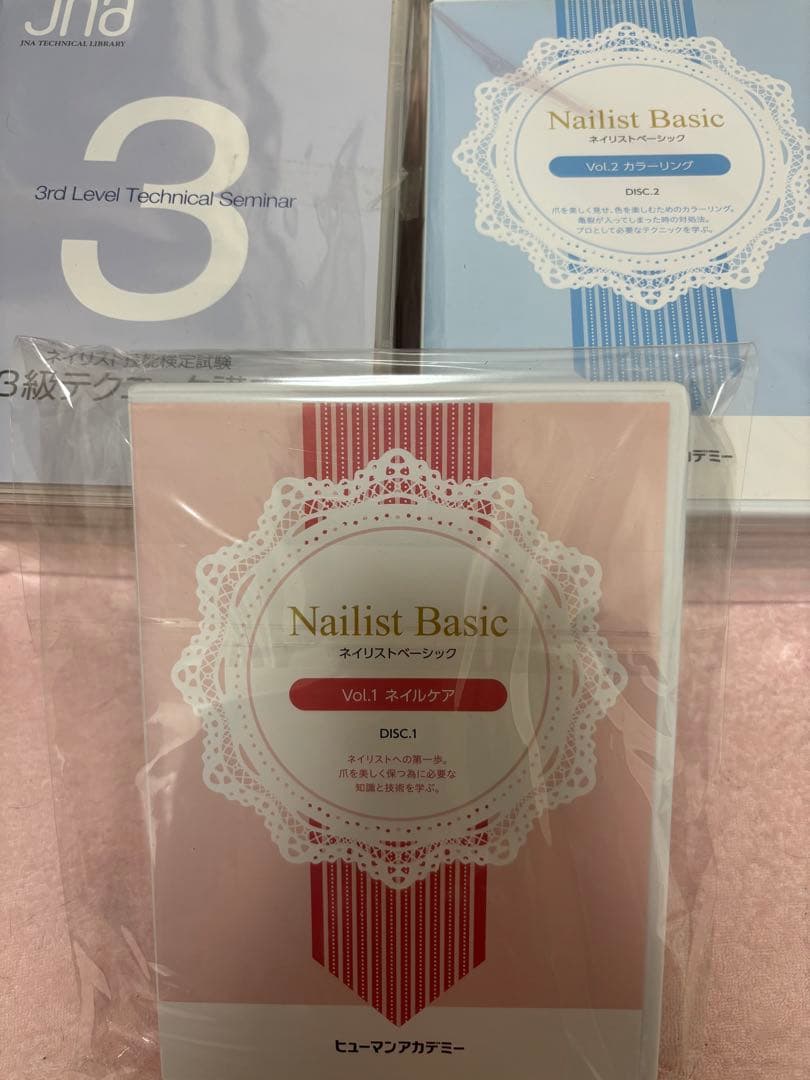 Jna
JNA TECHNICAL LIBRARY
3
3rd Level Technical Seminar
ネイリスト技能検定試験
3級テクニック
Nailist Basic
ネイリストベーシック
Vol.2 カラーリング
DISC.2
爪を美しく見せ、色を楽しむためのカラーリング。
亀裂が入ってしまった時の対処法。
プロとして必要なテクニックを学ぶ。
デミー
Nailist Basic
ネイリストベーシック
Vol.1 ネイルケア
DISC.1
ネイリストへの第一歩。
爪を美しく保つ為に必要な
知識と技術を学ぶ。
ヒューマンアカデミー